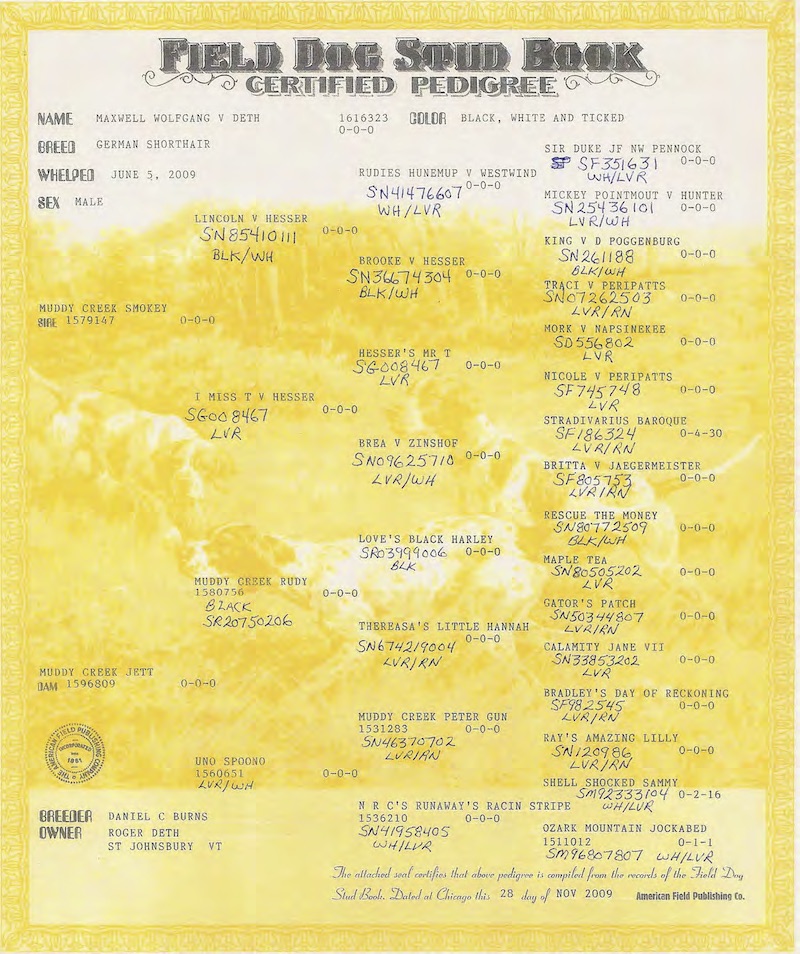 FIELD DOG STUD BOOK
CERTIFIED PEDIGREE
NAME MAXWELL WOLFGANG V DETH 1616323 COLOR BLACK, WHITE AND TICKED
0-0-0
BREED GERMAN SHORTHAIR
WHELPED JUNE 5, 2009
SEX MALE
MUDDY CREEK SMOKEY
SIRE 1579147 0-0-0
MUDDY CREEK JETT
DAM 1596809 0-0-0
LINCOLN V HESSER
SN85410111 0-0-0
BLK/WH
I MISS T V HESSER
SG008467 0-0-0
LVR
MUDDY CREEK RUDY
1580756 0-0-0
BLACK
SR20750206
UNO SPOONO
1560651 0-0-0
LVR/WH
RUDIES HUNEMUP V WESTWIND
SN41476607 0-0-0
WH/LVR
BROOKE V HESSER
SN36674304 0-0-0
BLK/WH
HESSER'S MR T
SG008467 0-0-0
LVR
BREA V ZINSHOF
SN09625710 0-0-0
LVR/WH
LOVE'S BLACK HARLEY
SR03999006 0-0-0
BLK
THEREASA'S LITTLE HANNAH
SN674219004 0-0-0
LVR/RN
MUDDY CREEK PETER GUN
1531283 0-0-0
SN46370702
LVR/RN
N R C'S RUNAWAY'S RACIN STRIPE
1536210 0-0-0
SN41958405
WH/LVR
SIR DUKE JF NW PENNOCK
SF351631 0-0-0
WH/LVR
MICKEY POINTMOUT V HUNTER
SN25436101 0-0-0
LVR/WH
KING V D POGGENBURG
SN261188 0-0-0
BLK/WH
TRACI V PERIPATTS
SN07262503 0-0-0
LVR/RN
MORK V NAPSINEKEE
SD556802 0-0-0
LVR
NICOLE V PERIPATTS
SF745748 0-0-0
LVR
STRADIVARIUS BAROQUE
SF186324 0-4-30
LVR/RN
BRITTA V JAEGERMEISTER
SF805753 0-0-0
LVR/RN
RESCUE THE MONEY
SN80772509 0-0-0
BLK/WH
MAPLE TEA
SN80505202 0-0-0
LVR
GATOR'S PATCH
SN50344807 0-0-0
LVR/RN
CALAMITY JANE VII
SN33853202 0-0-0
LVR
BRADLEY'S DAY OF RECKONING
SF982545 0-0-0
LVR/RN
RAY'S AMAZING LILLY
SN120986 0-0-0
LVR/RN
SHELL SHOCKED SAMMY
SM92333104 0-2-16
WH/LVR
OZARK MOUNTAIN JOCKABED
1511012 0-1-1
SM96807807 WH/LVR
THE AMERICAN FIELD PUBLISHING COMPANY
INCORPORATED
1891
BREEDER DANIEL C BURNS
OWNER ROGER DETH
ST JOHNSBURY VT
The attached seal certifies that above pedigree is compiled from the records of the Field Dog
Stud Book. Dated at Chicago this 28 day of NOV 2009 American Field Publishing Co.